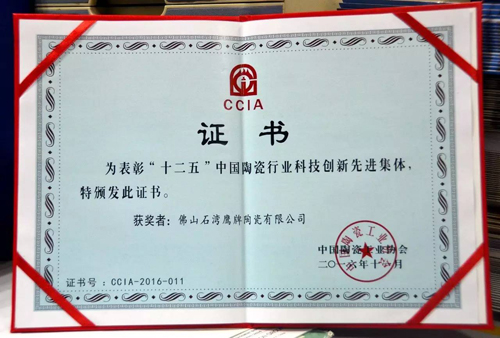 CCIA
证书
为表彰“十二五”中国陶瓷行业科技创新先进集体，
特颁发此证书。
获奖者：佛山石湾鹰牌陶瓷有限公司
中国陶瓷工业协会
二〇一六年十一月
证书号：CCIA-2016-011